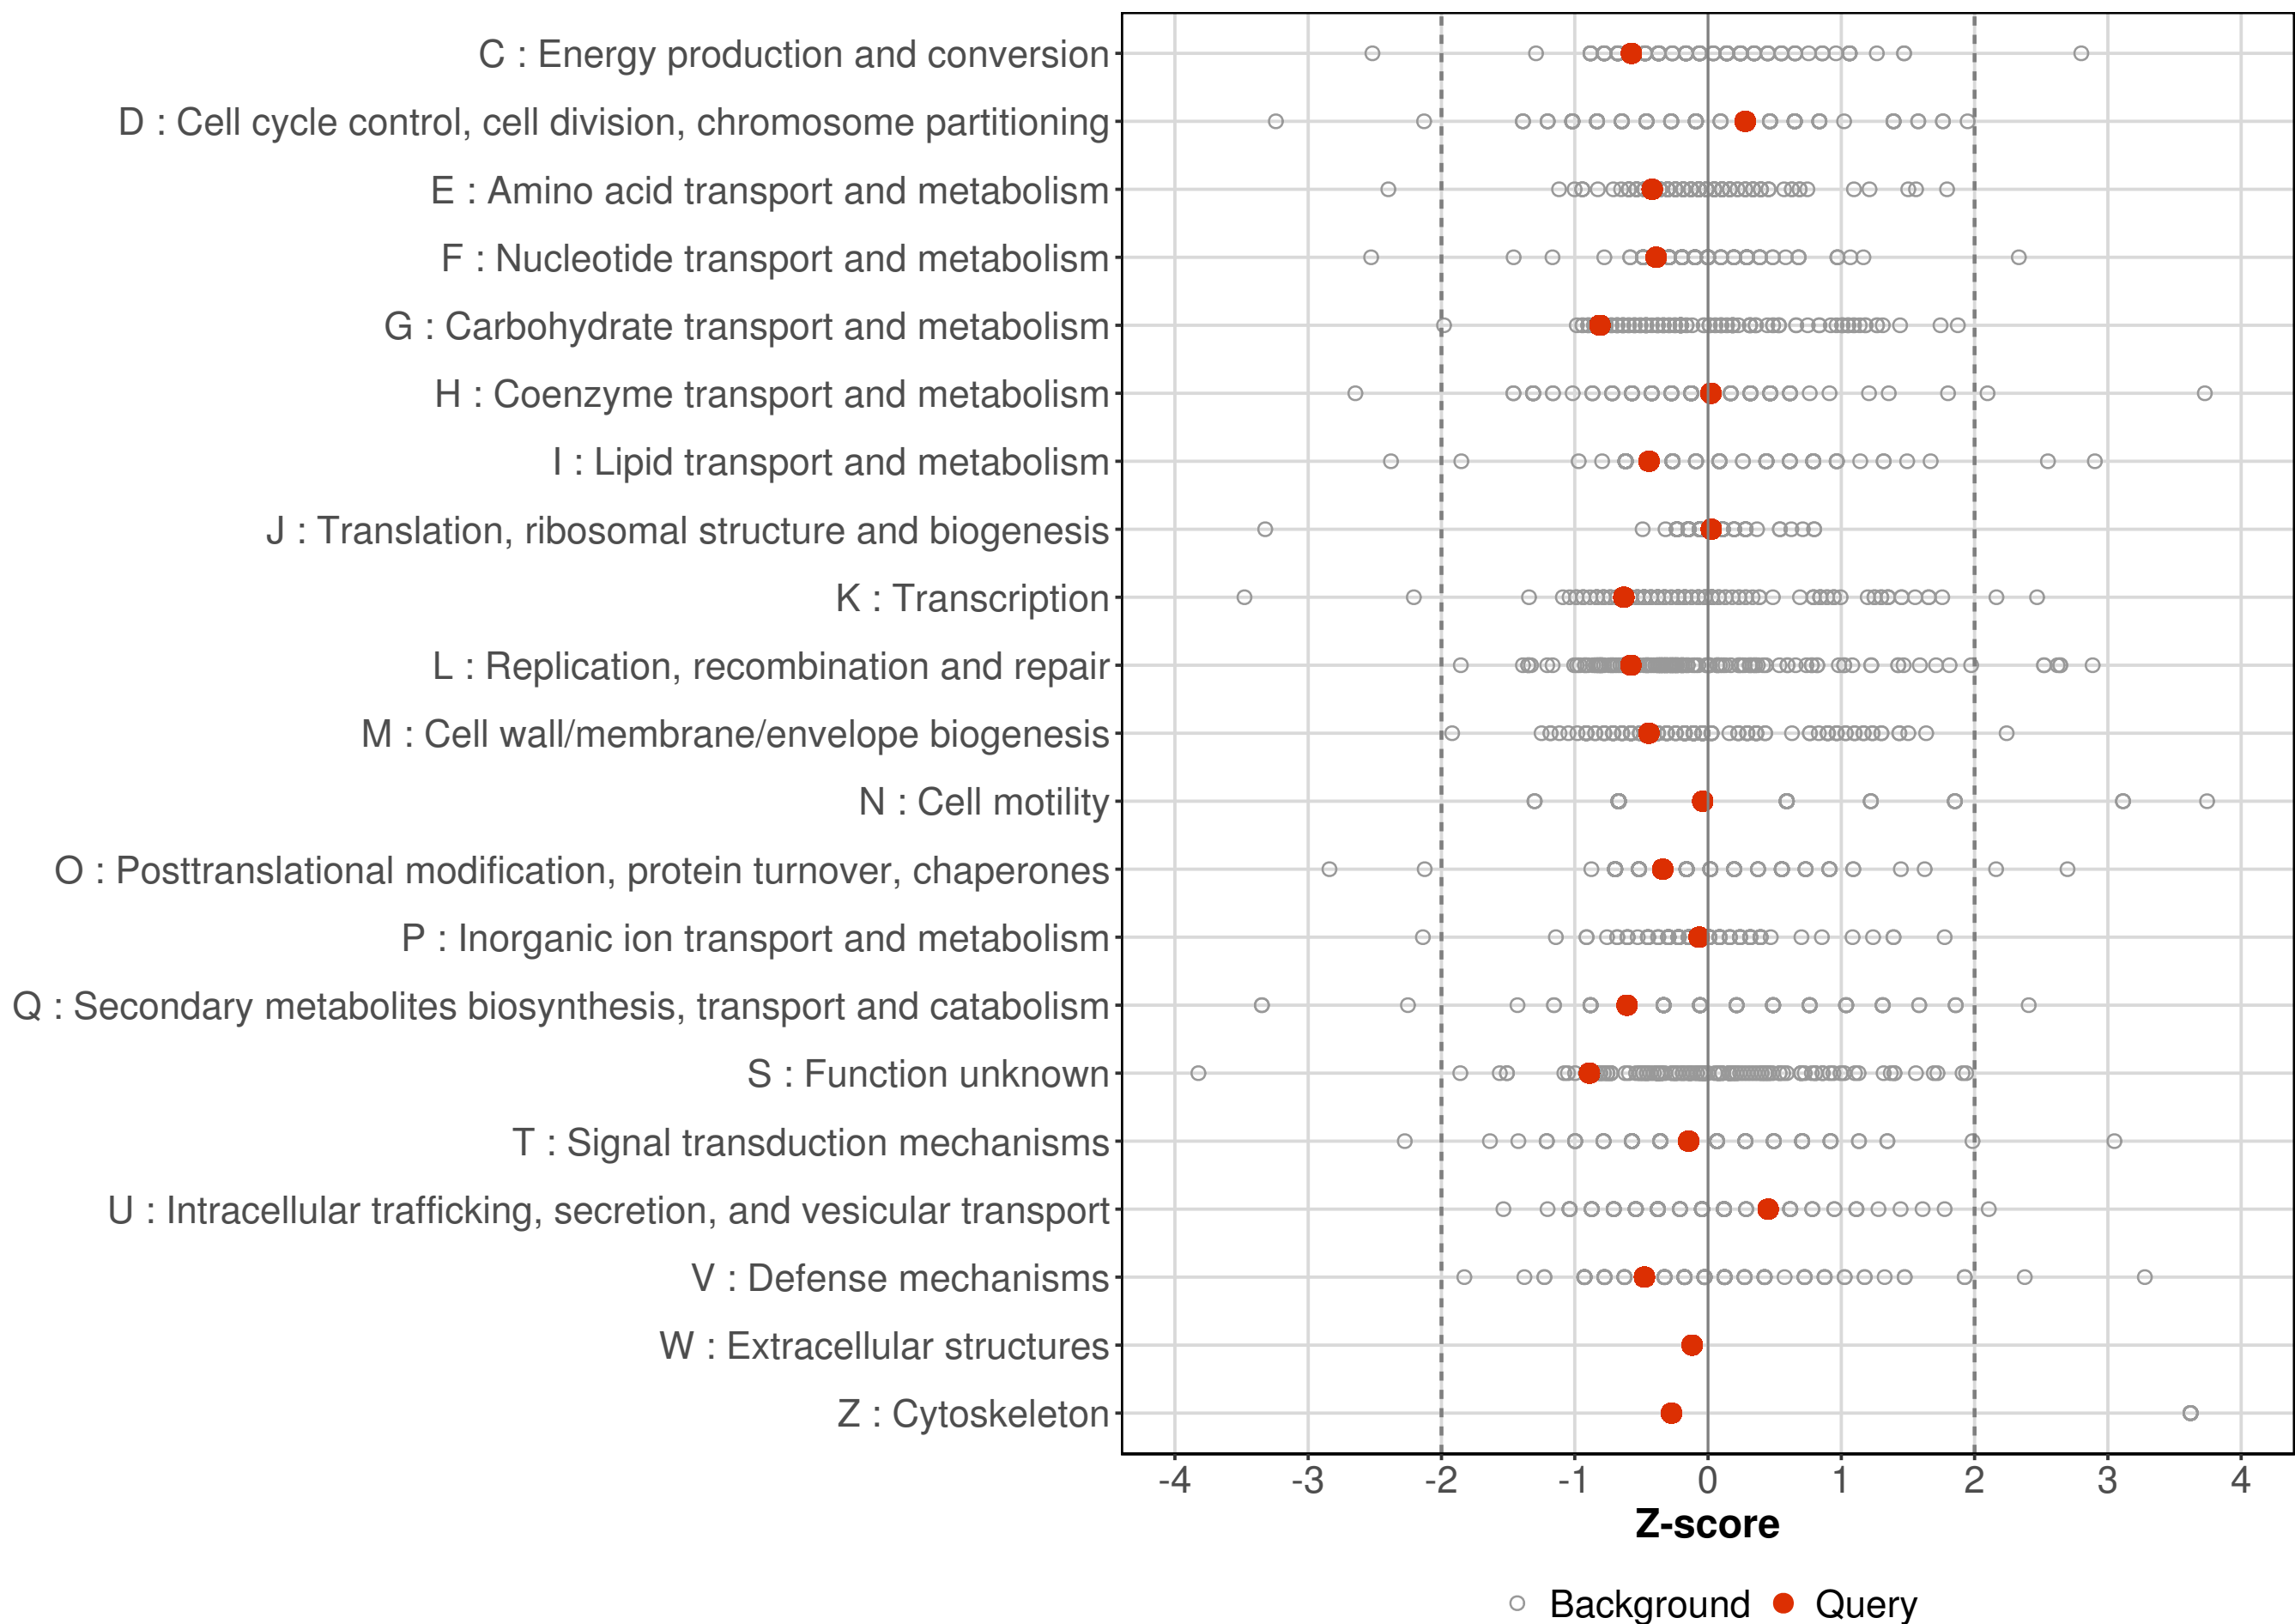 C : Energy production and conversion
D : Cell cycle control, cell division, chromosome partitioning
E : Amino acid transport and metabolism
F : Nucleotide transport and metabolism
G : Carbohydrate transport and metabolism
H : Coenzyme transport and metabolism
I : Lipid transport and metabolism
J : Translation, ribosomal structure and biogenesis
K : Transcription
L : Replication, recombination and repair
M : Cell wall/membrane/envelope biogenesis
N : Cell motility
O : Posttranslational modification, protein turnover, chaperones
P : Inorganic ion transport and metabolism
Q : Secondary metabolites biosynthesis, transport and catabolism
S : Function unknown
T : Signal transduction mechanisms
U : Intracellular trafficking, secretion, and vesicular transport
V : Defense mechanisms
W : Extracellular structures
Z : Cytoskeleton
-4 -3 -2 -1 0 1 2 3 4
Z-score
Background Query